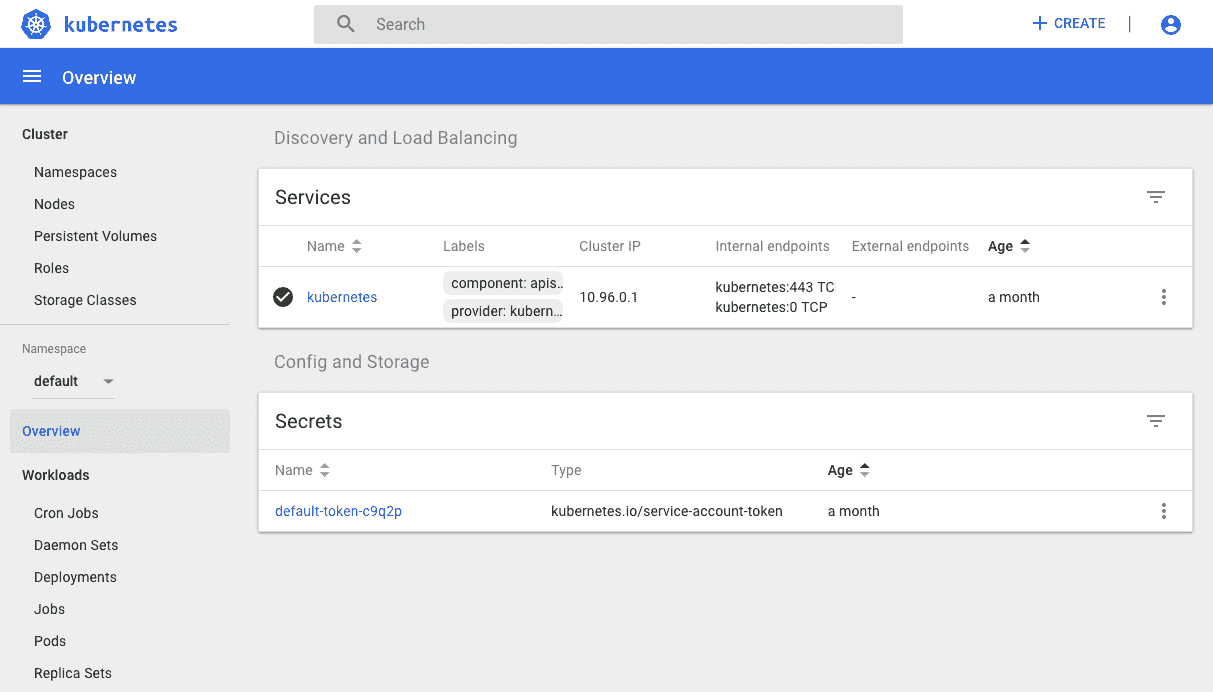 kubernetes
Search
CREATE
Overview
Cluster
Namespaces
Nodes
Persistent Volumes
Roles
Storage Classes
Namespace
default
Overview
Workloads
Cron Jobs
Daemon Sets
Deployments
Jobs
Pods
Replica Sets
Discovery and Load Balancing
Services
Name Labels Cluster IP Internal endpoints External endpoints Age
kubernetes component: apis.. 10.96.0.1 kubernetes:443 TC - a month
provider: kubern... kubernetes:0 TCP
Config and Storage
Secrets
Name Type Age
default-token-c9q2p kubernetes.io/service-account-token a month